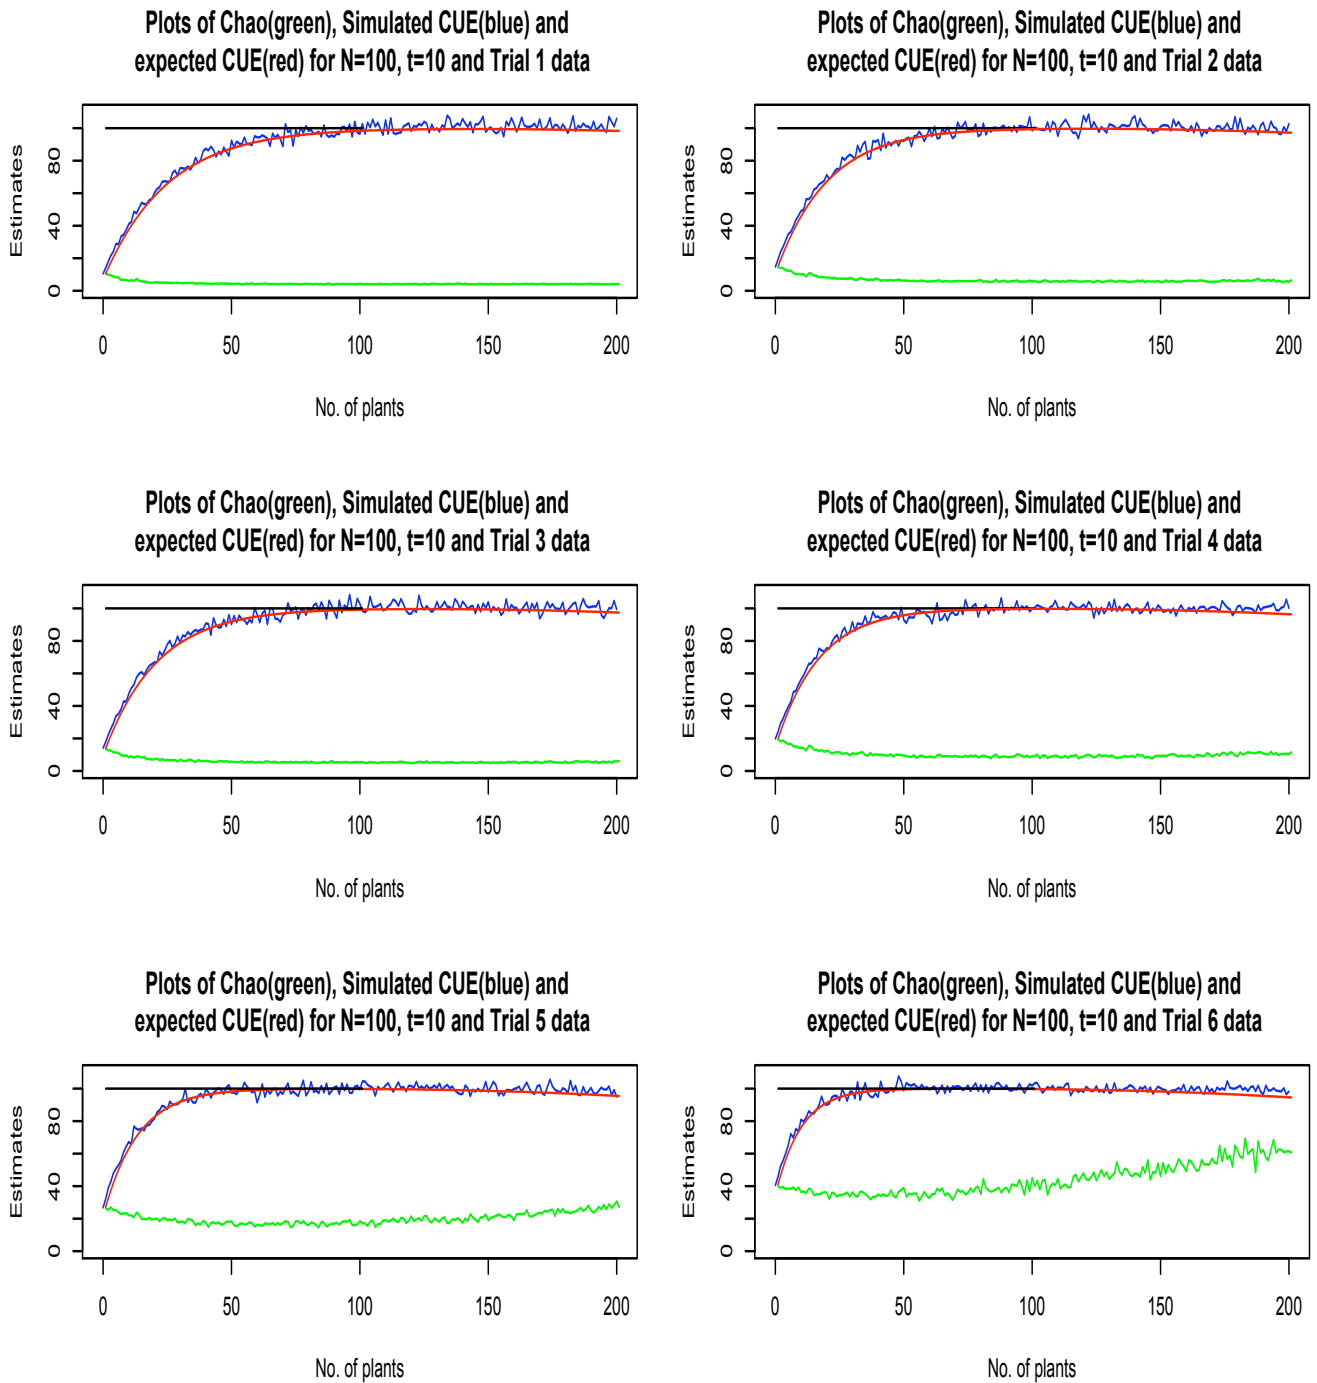 Plots of Chao(green), Simulated CUE(blue) and
expected CUE(red) for N=100, t=10 and Trial 1 data
Estimates
0 40 80
0 50 100 150 200
No. of plants
Plots of Chao(green), Simulated CUE(blue) and
expected CUE(red) for N=100, t=10 and Trial 2 data
Estimates
0 40 80
0 50 100 150 200
No. of plants
Plots of Chao(green), Simulated CUE(blue) and
expected CUE(red) for N=100, t=10 and Trial 3 data
Estimates
0 40 80
0 50 100 150 200
No. of plants
Plots of Chao(green), Simulated CUE(blue) and
expected CUE(red) for N=100, t=10 and Trial 4 data
Estimates
0 40 80
0 50 100 150 200
No. of plants
Plots of Chao(green), Simulated CUE(blue) and
expected CUE(red) for N=100, t=10 and Trial 5 data
Estimates
0 40 80
0 50 100 150 200
No. of plants
Plots of Chao(green), Simulated CUE(blue) and
expected CUE(red) for N=100, t=10 and Trial 6 data
Estimates
0 40 80
0 50 100 150 200
No. of plants